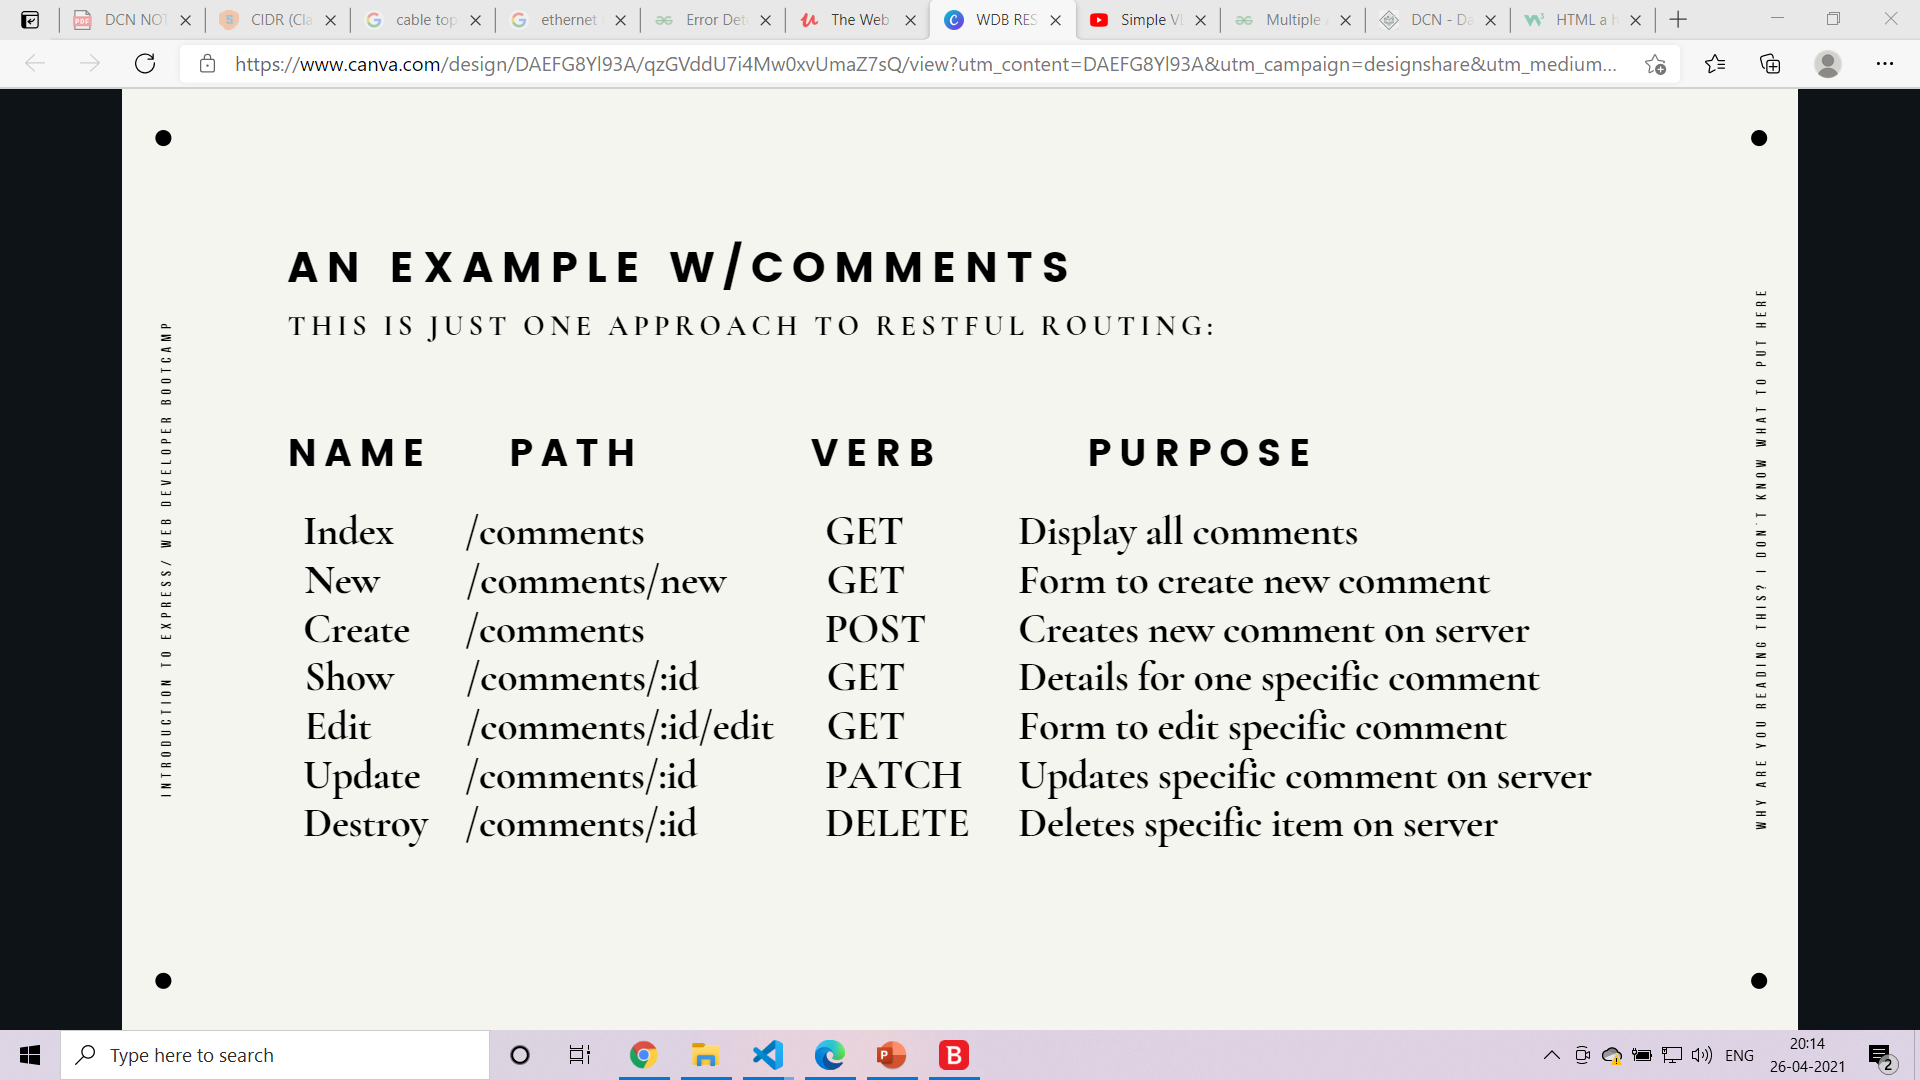 DCN NOT
CIDR (Cla
cable top
ethernet
Error Det
The Web
WDB RES
Simple VL
Multiple
DCN - Da
HTML a h
https://www.canva.com/design/DAEFG8Yl93A/qzGVddU7i4Mw0xvUmaZ7sQ/view?utm_content=DAEFG8Yl93A&utm_campaign=designshare&utm_medium...
AN EXAMPLE W/COMMENTS
THIS IS JUST ONE APPROACH TO RESTFUL ROUTING:
NAME PATH VERB PURPOSE
Index /comments GET Display all comments
New /comments/new GET Form to create new comment
Create /comments POST Creates new comment on server
Show /comments/:id GET Details for one specific comment
Edit /comments/:id/edit GET Form to edit specific comment
Update /comments/:id PATCH Updates specific comment on server
Destroy /comments/:id DELETE Deletes specific item on server
INTRODUCTION TO EXPRESS/ WEB DEVELOPER BOOTCAMP
WHY ARE YOU READING THIS? I DON'T KNOW WHAT TO PUT HERE
Type here to search
ENG
20:14
26-04-2021
2